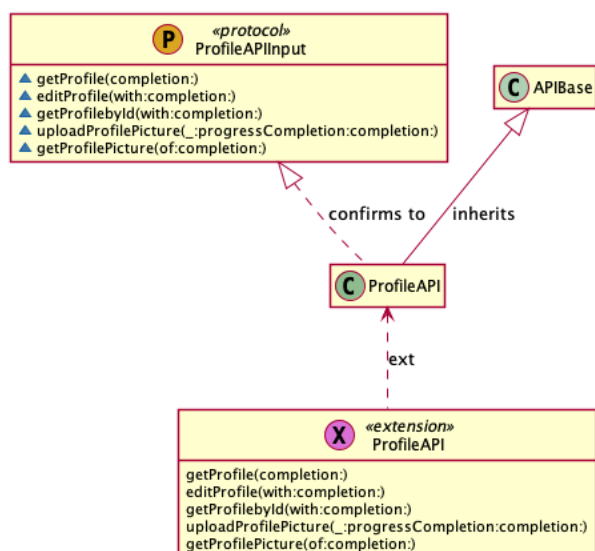 P
«protocol»
ProfileAPIInput
getProfile(completion:)
editProfile(with:completion:)
getProfilebyId(with:completion:)
uploadProfilePicture(_:progressCompletion:completion:)
getProfilePicture(of:completion:)
C APIBase
confirms to
inherits
C ProfileAPI
ext
X
«extension»
ProfileAPI
getProfile(completion:)
editProfile(with:completion:)
getProfilebyId(with:completion:)
uploadProfilePicture(_:progressCompletion:completion:)
getProfilePicture(of:completion:)